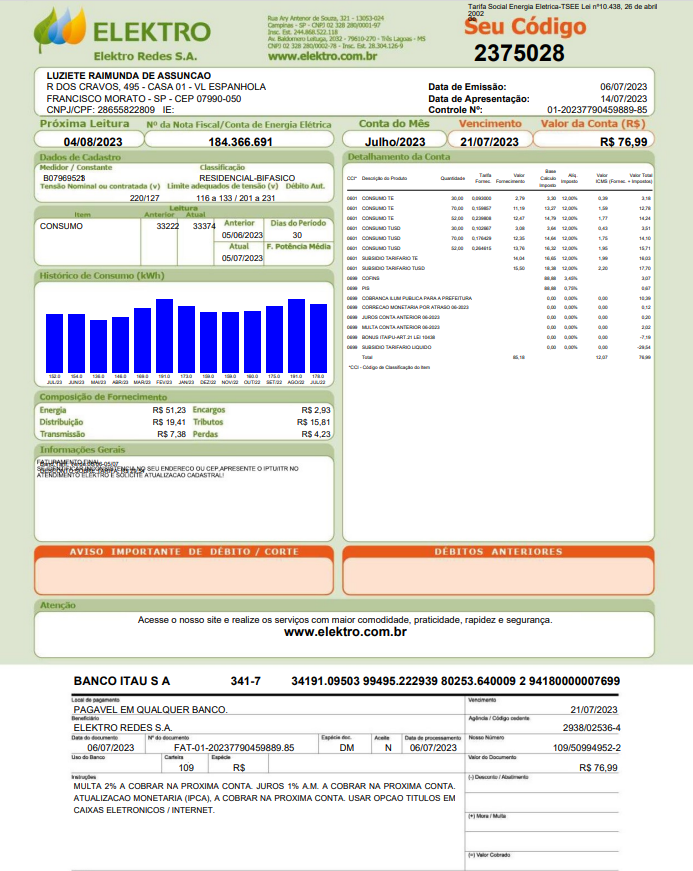 ELEKTRO
Elektro Redes S.A.
Rua Ary Antenor de Souza, 321 - 13053-024
Campinas - SP - CNPJ 02 328 280/0001-97
Insc. Est. 244.868.522.118
Av. Baldomero Leituga, 2032 - 79610-270 - Três Lagoas - MS
CNPJ 02 328 280/0002-78 - Insc. Est. 28.304.126-9
Tarifa Social Energia Eletrica-TSEE Lei nº10.438, 26 de abril
2002
Seu Código
2375028
LUZIETE RAIMUNDA DE ASSUNCAO
R DOS CRAVOS, 495 - CASA 01 - VL ESPANHOLA
FRANCISCO MORATO - SP - CEP 07990-050
CNPJ/CPF: 28655822809 IE:
Data de Emissão: 06/07/2023
Data de Apresentação: 14/07/2023
Controle Nº: 01-20237790459889-85
Próxima Leitura Nº da Nota Fiscal/Conta de Energia Elétrica Conta do Mês Vencimento Valor da Conta (R$)
04/08/2023 184.366.691 Julho/2023 21/07/2023 R$ 76,99
Dados de Cadastro
Medidor / Constante Classificação
B0796952$ RESIDENCIAL-BIFASICO
Tensão Nominal ou contratada (v) Limite adequados de tensão (v) Débito Aut.
220/127 116 a 133 / 201 a 231
Leitura
Item Anterior Atual Anterior Dias do Período
CONSUMO 33222 33374 05/06/2023 30
Atual F. Potência Média
05/07/2023
Histórico de Consumo (kWh)
152.0 154.0 136.0 146.0 169.0 191.0 173.0 159.0 159.0 160.0 175.0 191.0 178.0
JUL/23 JUN/23 MAI/23 ABR/23 MAR/23 FEV/23 JAN/23 DEZ/22 NOV/22 OUT/22 SET/22 AGO/22 JUL/22
Composição de Fornecimento
Energia R$ 51,23 Encargos R$ 2,93
Distribuição R$ 19,41 Tributos R$ 15,81
Transmissão R$ 7,38 Perdas R$ 4,23
Informações Gerais
NO SEU ENDERECO OU CEP,APRESENTE O IPTU/ITR NO
ATENDIMENTO ELEKTRO E SOLICITE ATUALIZACAO CADASTRAL!
Detalhamento da Conta
CCI* Descrição do Produto Quantidade Tarifa Fornec. Valor Fornecimento Base Calculo Imposto Alíq. Imposto Valor ICMS Valor Total (Fornec. + Impostos)
0601 CONSUMO TE 30,00 0,093000 2,79 3,30 12,00% 0,39 3,18
0601 CONSUMO TE 70,00 0,159857 11,19 13,27 12,00% 1,59 12,78
0601 CONSUMO TE 52,00 0,239808 12,47 14,79 12,00% 1,77 14,24
0601 CONSUMO TUSD 30,00 0,102667 3,08 3,64 12,00% 0,43 3,51
0601 CONSUMO TUSD 70,00 0,176429 12,35 14,64 12,00% 1,75 14,10
0601 CONSUMO TUSD 52,00 0,264615 13,76 16,32 12,00% 1,95 15,71
0601 SUBSIDIO TARIFARIO TE 14,04 16,65 12,00% 1,99 16,03
0601 SUBSIDIO TARIFARIO TUSD 15,50 18,38 12,00% 2,20 17,70
0699 COFINS 88,88 3,45% 3,07
0699 PIS 88,88 0,75% 0,67
0699 COBRANCA ILUM PUBLICA PARA A PREFEITURA 0,00 0,00% 0,00 10,39
0699 CORRECAO MONETARIA POR ATRASO 06-2023 0,00 0,00% 0,00 0,12
0699 JUROS CONTA ANTERIOR 06-2023 0,00 0,00% 0,00 0,20
0699 MULTA CONTA ANTERIOR 06-2023 0,00 0,00% 0,00 2,02
0699 BONUS ITAIPU-ART.21 LEI 10438 0,00 0,00% 0,00 -7,19
0699 SUBSIDIO TARIFARIO LIQUIDO 0,00 0,00% 0,00 -29,54
Total 85,18 12,07 76,99
*CCI - Código de Classificação do Item
AVISO IMPORTANTE DE DÉBITO / CORTE
DÉBITOS ANTERIORES
Atenção
Acesse o nosso site e realize os serviços com maior comodidade, praticidade, rapidez e segurança.
www.elektro.com.br
BANCO ITAU S A 341-7 34191.09503 99495.222939 80253.640009 2 94180000007699
Local de pagamento Vencimento
PAGAVEL EM QUALQUER BANCO. 21/07/2023
Beneficiário Agência / Código cedente
ELEKTRO REDES S.A. 2938/02536-4
Data do documento Nº do documento Espécie doc. Aceite Data de processamento Nosso Número
06/07/2023 FAT-01-20237790459889.85 DM N 06/07/2023 109/50994952-2
Uso do Banco Carteira Espécie Valor do Documento
109 R$ R$ 76,99
Instruções (-) Desconto / Abatimento
MULTA 2% A COBRAR NA PROXIMA CONTA. JUROS 1% A.M. A COBRAR NA PROXIMA CONTA.
ATUALIZACAO MONETARIA (IPCA), A COBRAR NA PROXIMA CONTA. USAR OPCAO TITULOS EM
CAIXAS ELETRONICOS / INTERNET.
(+) Mora / Multa
(=) Valor Cobrado